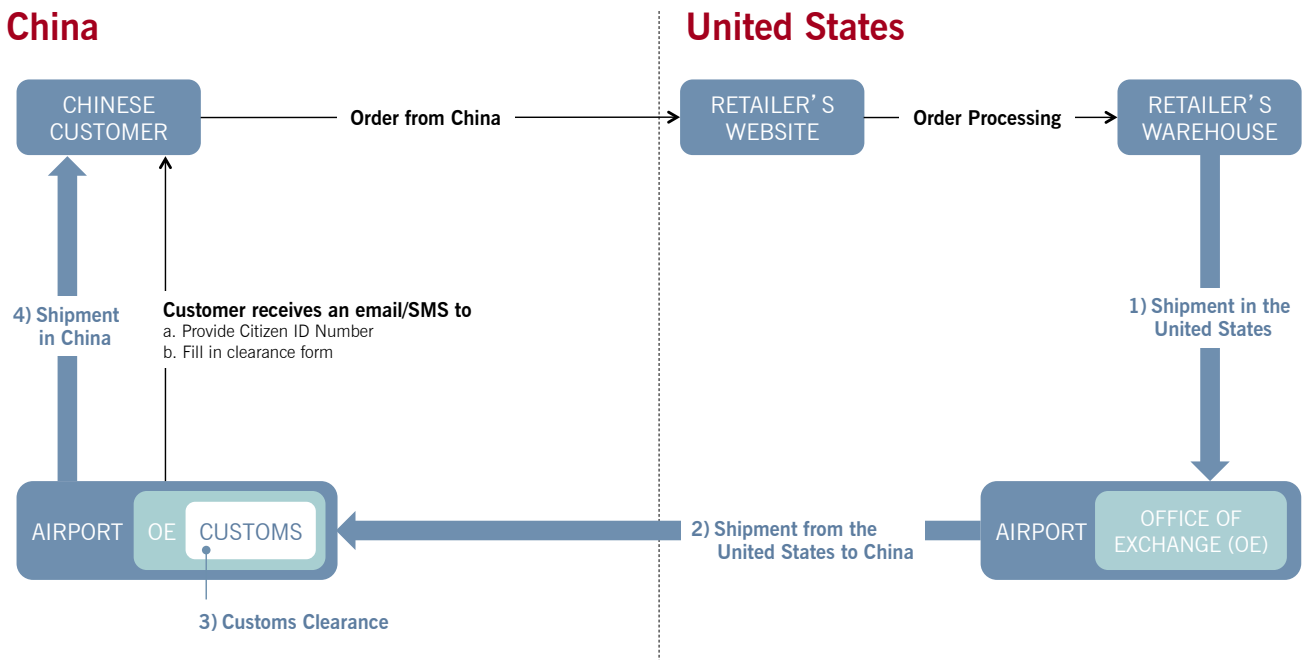 China
United States
CHINESE
CUSTOMER
Order from China
RETAILER’S
WEBSITE
Order Processing
RETAILER’S
WAREHOUSE
4) Shipment
in China
Customer receives an email/SMS to
a. Provide Citizen ID Number
b. Fill in clearance form
1) Shipment in the
United States
AIRPORT
OE
CUSTOMS
2) Shipment from the
United States to China
AIRPORT
OFFICE OF
EXCHANGE (OE)
3) Customs Clearance